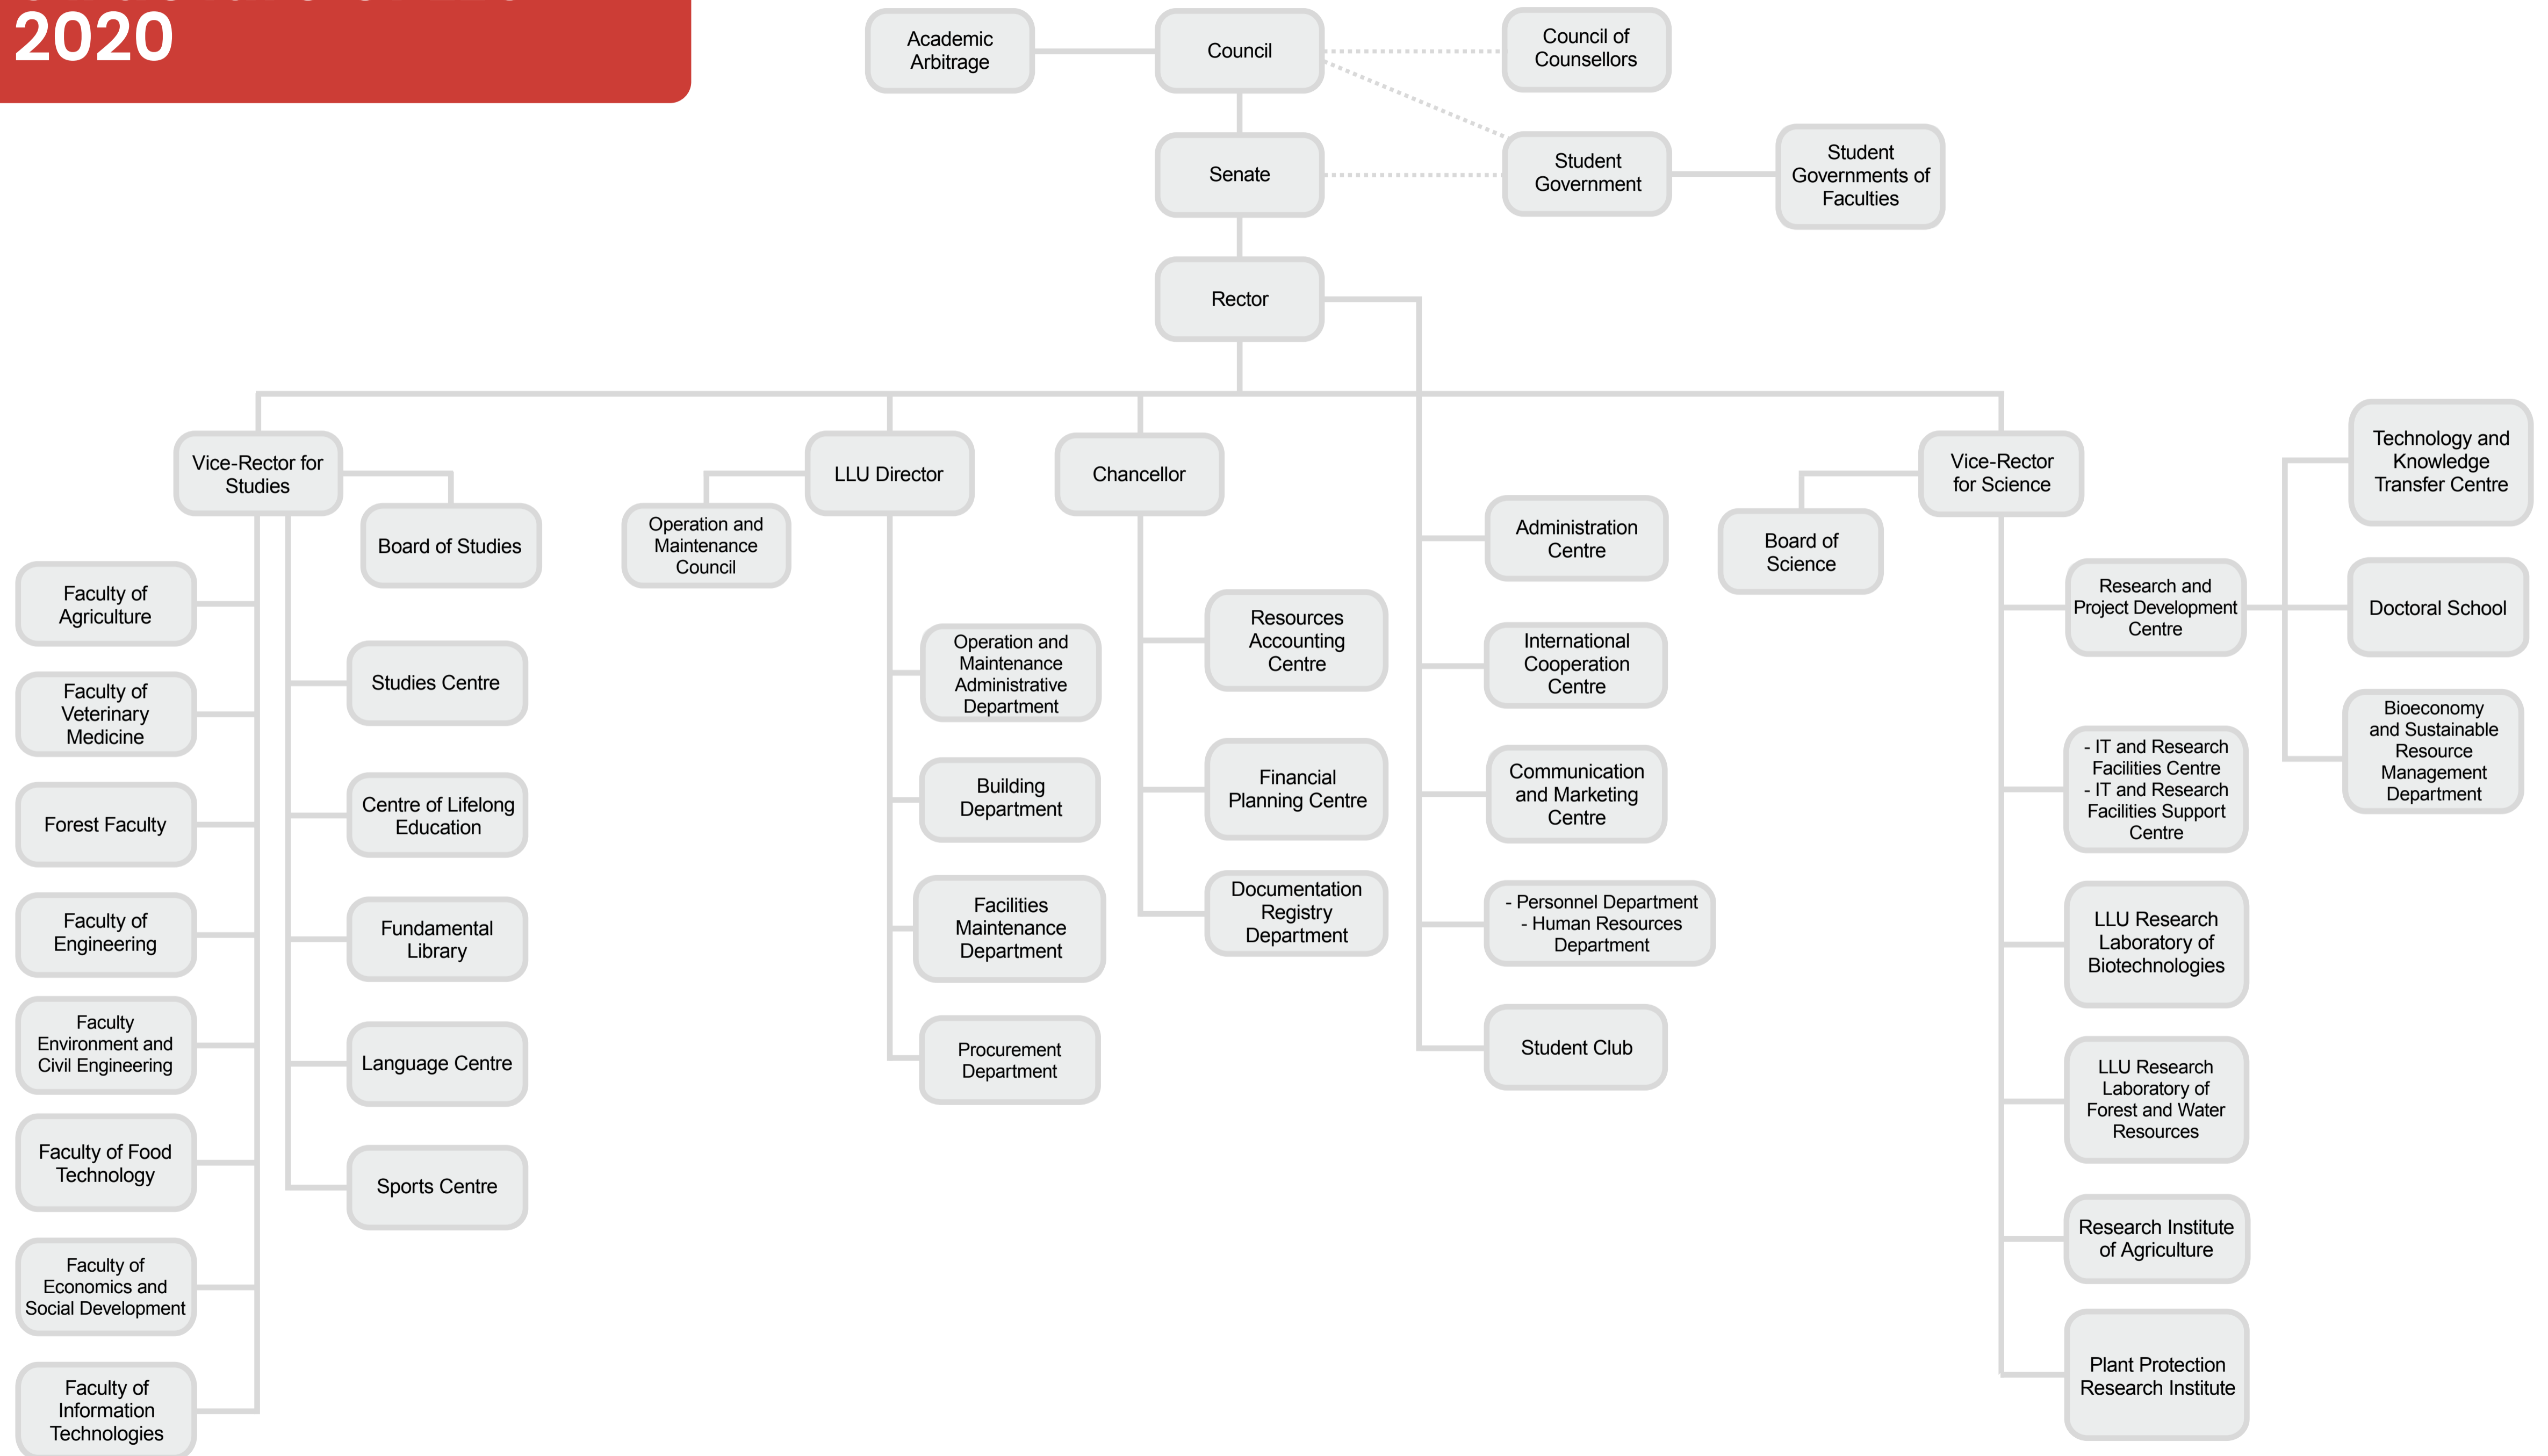 2020
Academic
Arbitrage
Council
Council of
Counsellors
Senate
Student
Government
Student
Governments of
Faculties
Rector
Vice-Rector for
Studies
LLU Director
Chancellor
Vice-Rector
for Science
Board of Studies
Operation and
Maintenance
Council
Administration
Centre
Board of
Science
Technology and
Knowledge
Transfer Centre
Faculty of
Agriculture
Faculty of
Veterinary
Medicine
Forest Faculty
Faculty of
Engineering
Faculty
Environment and
Civil Engineering
Faculty of Food
Technology
Faculty of
Economics and
Social Development
Faculty of
Information
Technologies
Studies Centre
Centre of Lifelong
Education
Fundamental
Library
Language Centre
Sports Centre
Operation and
Maintenance
Administrative
Department
Building
Department
Facilities
Maintenance
Department
Procurement
Department
Resources
Accounting
Centre
Financial
Planning Centre
Documentation
Registry
Department
International
Cooperation
Centre
Communication
and Marketing
Centre
- Personnel Department
- Human Resources
Department
Student Club
Research and
Project Development
Centre
- IT and Research
Facilities Centre
- IT and Research
Facilities Support
Centre
LLU Research
Laboratory of
Biotechnologies
LLU Research
Laboratory of
Forest and Water
Resources
Research Institute
of Agriculture
Plant Protection
Research Institute
Doctoral School
Bioeconomy
and Sustainable
Resource
Management
Department